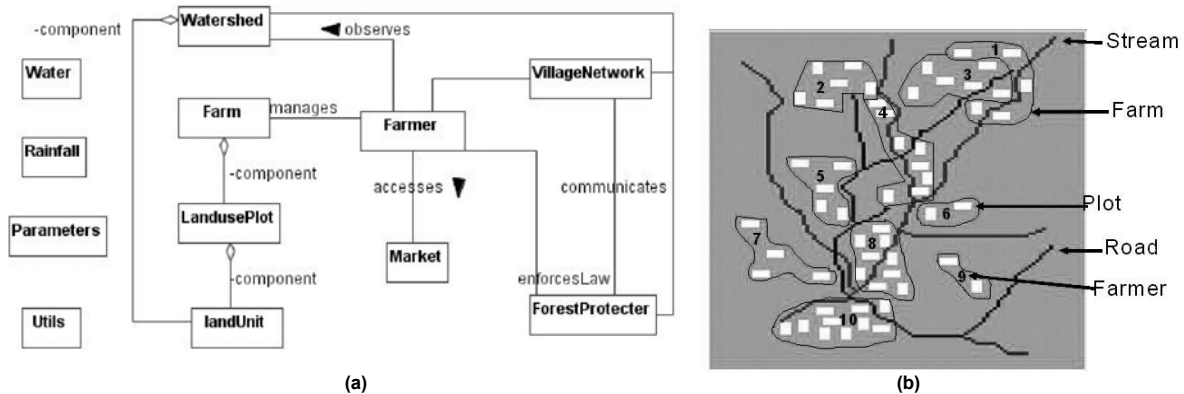 -component
Watershed
observes
Water
VillageNetwork
Farm
manages
Farmer
Rainfall
-component
accesses
communicates
LandusePlot
Parameters
Market
-component
enforcesLaw
Utils
landUnit
ForestProtecter
(a)
1
Stream
2
3
4
Farm
5
6
Plot
7
8
Road
9
Farmer
10
(b)